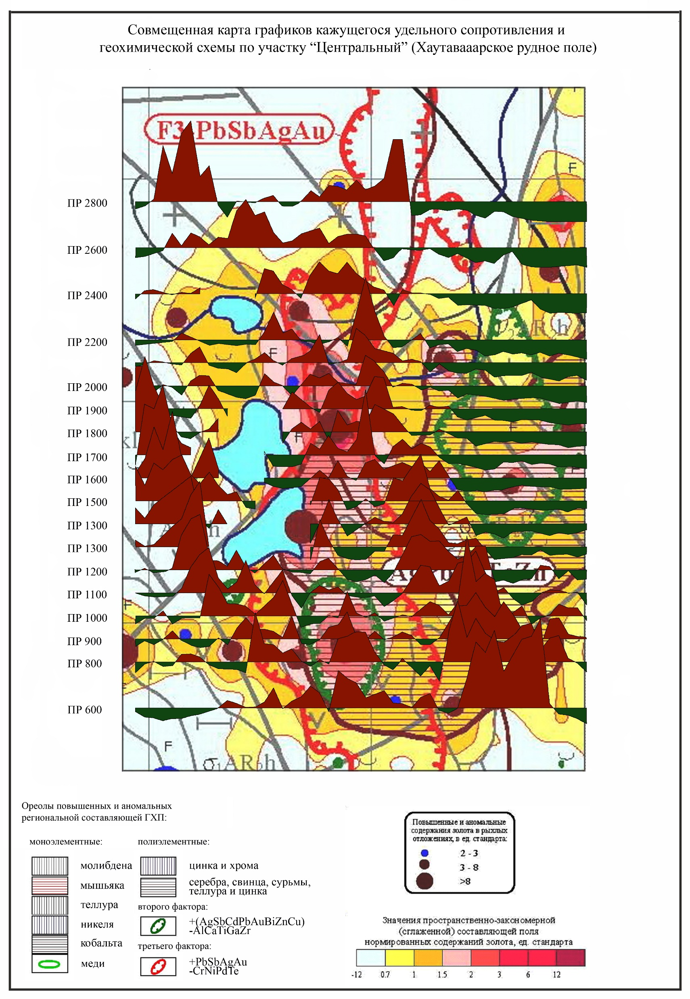 Совмещенная карта графиков кажущегося удельного сопротивления и
геохимической схемы по участку “Центральный” (Хаутавааарское рудное поле)
F3-PbSbAgAu
F
ПР 2800
ПР 2600
ПР 2400
ПР 2200
F
ПР 2000
ПР 1900
F
ПР 1800
F
ПР 1700
ПР 1600
ПР 1500
ПР 1300
ПР 1300
ПР 1200
ПР 1100
F
ПР 1000
ПР 900
ПР 800
ПР 600
F
Ореолы повышенных и аномальных
региональной составляющей ГХП:
моноэлементные:
молибдена
мышьяка
теллура
никеля
кобальта
меди
полиэлементные:
цинка и хрома
серебра, свинца, сурьмы,
теллура и цинка
второго фактора:
+(AgSbCdPbAuBiZnCu)
-AlCaTiGaZr
третьего фактора:
+PbSbAgAu
-CrNiPdTe
Повышенные и аномальные
содержания золота в рыхлых
отложениях, в ед. стандарта:
2 - 3
3 - 8
>8
Значения пространственно-закономерной
(сглаженной) составляющей поля
нормированных содержаний золота, ед. стандарта
-12 0.7 1 1.5 2 3 6 12